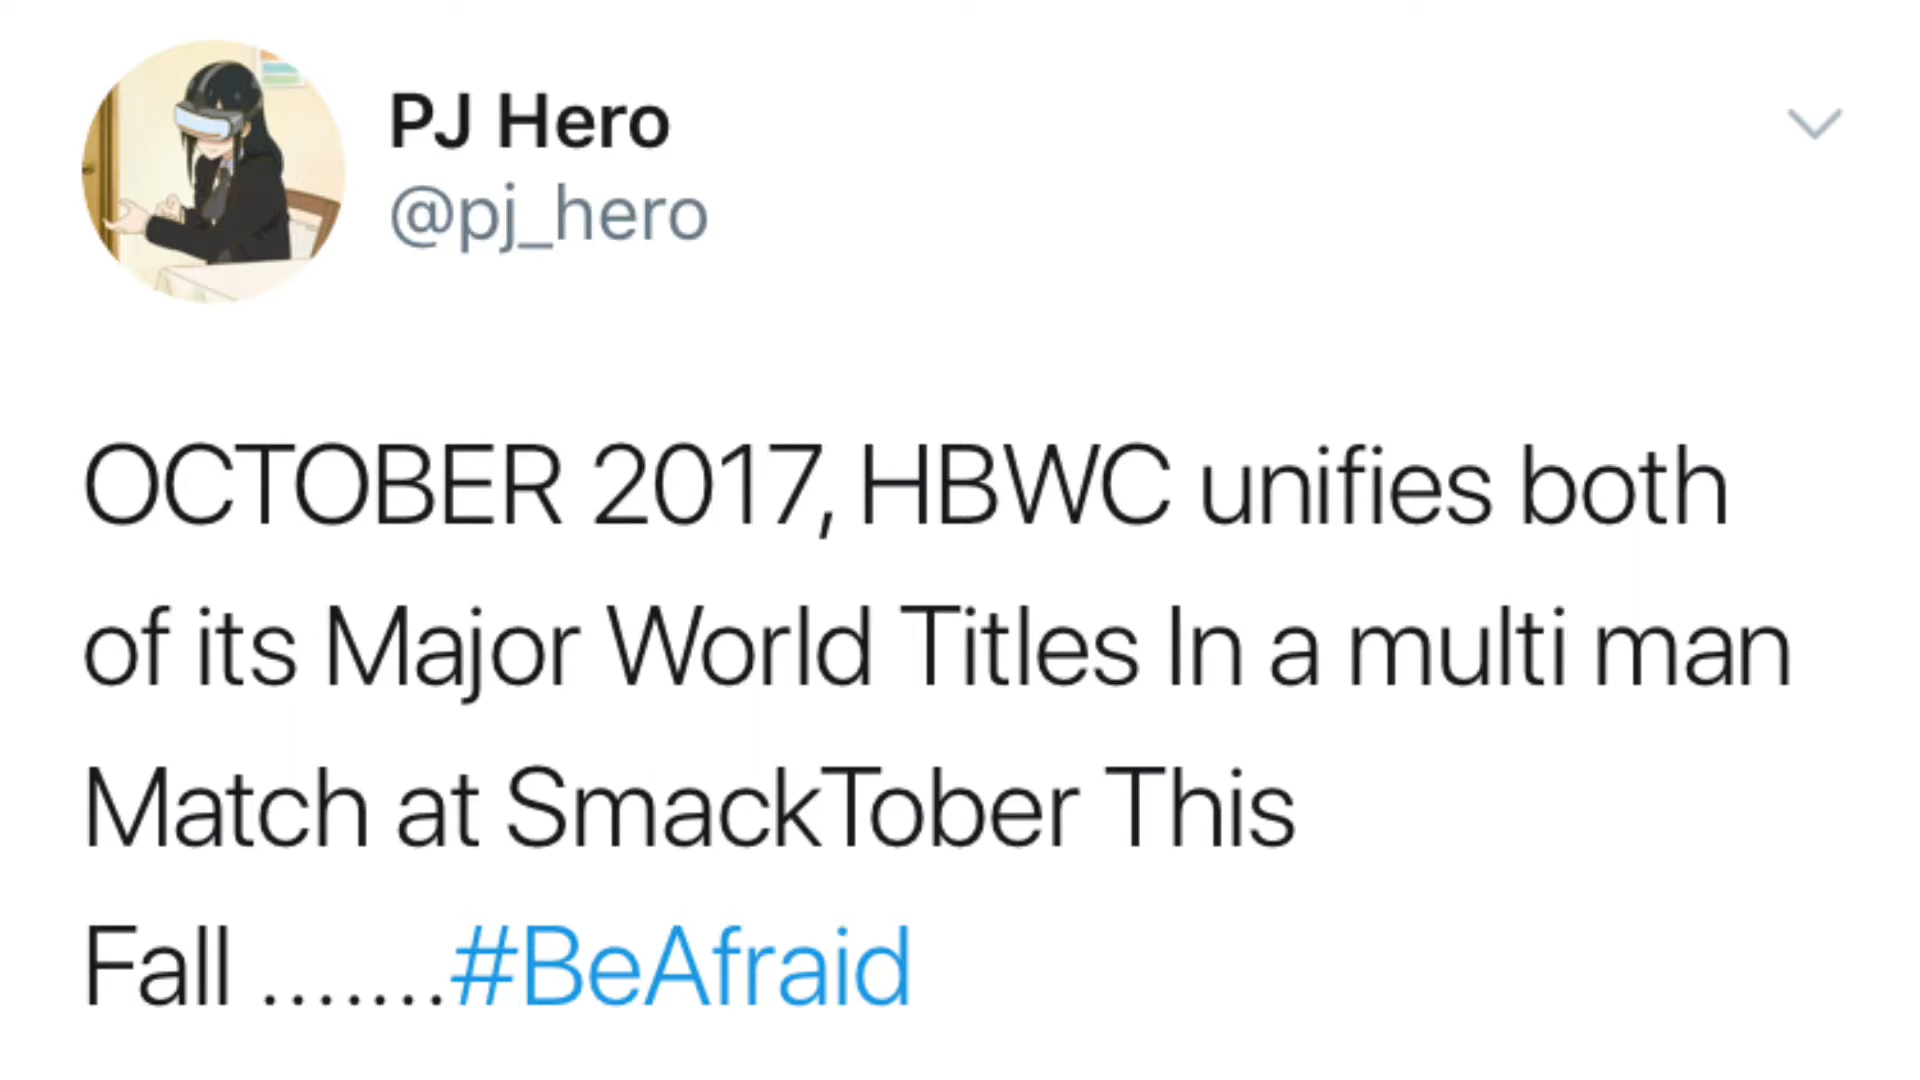 PJ Hero
@pj_hero
OCTOBER 2017, HBWC unifies both
of its Major World Titles In a multi man
Match at SmackTober This
Fall .......#BeAfraid